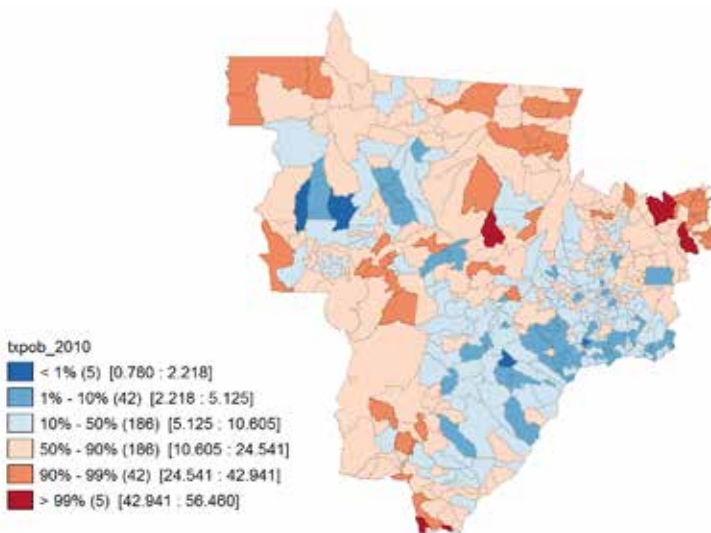 txpob_2010
< 1% (5) [0.780 : 2.218]
1% - 10% (42) [2.218 : 5.125]
10% - 50% (186) [5.125 : 10.605]
50% - 90% (186) [10.605 : 24.541]
90% - 99% (42) [24.541 : 42.941]
> 99% (5) [42.941 : 56.460]